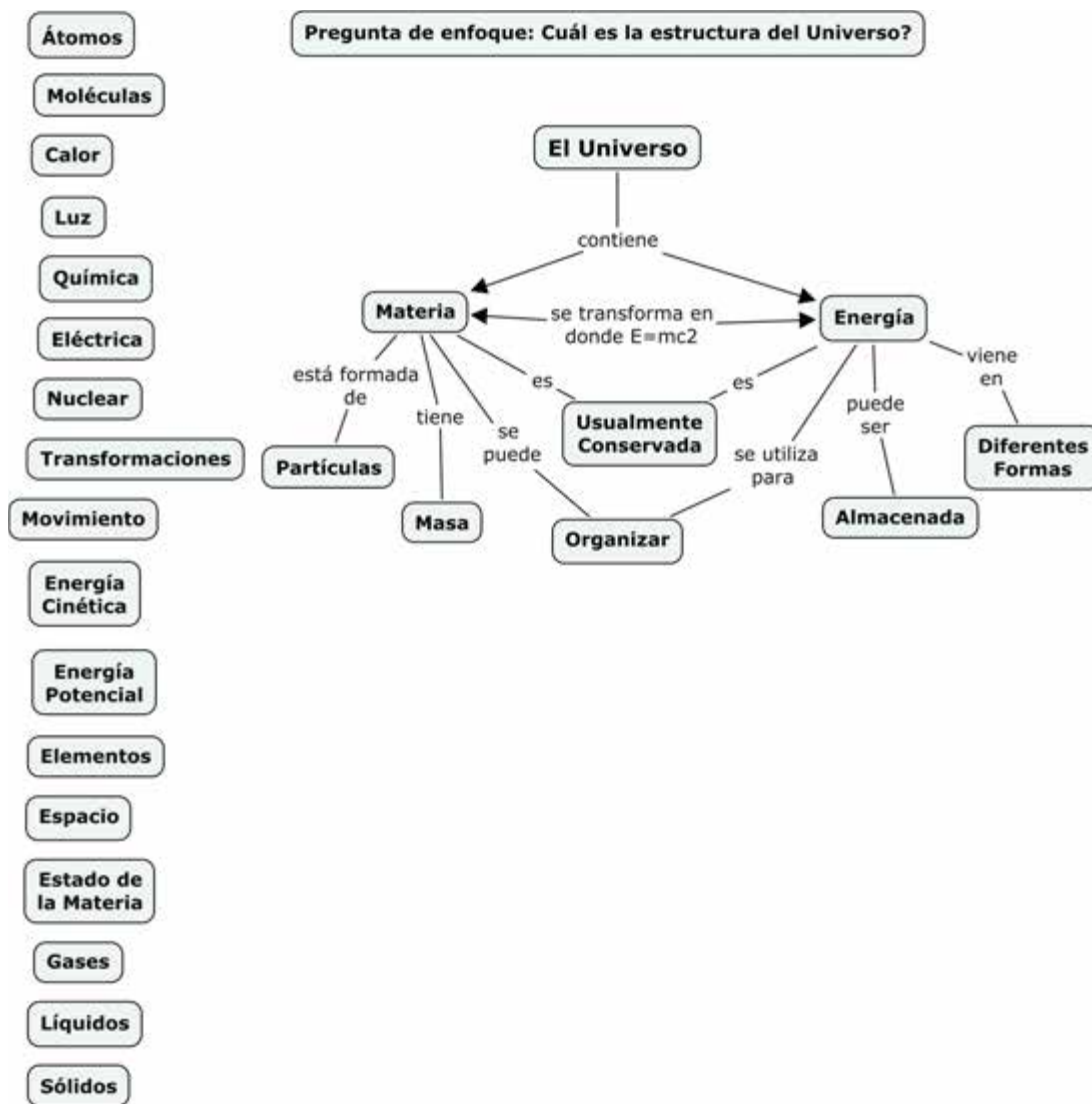 Pregunta de enfoque: Cuál es la estructura del Universo?
Átomos
Moléculas
Calor
Luz
Química
Eléctrica
Nuclear
Transformaciones
Movimiento
Energía
Cinética
Energía
Potencial
Elementos
Espacio
Estado de
la Materia
Gases
Líquidos
Sólidos
El Universo
contiene
Materia
se transforma en
donde E=mc2
Energía
está formada
de
Partículas
tiene
Masa
se
puede
Organizar
es
Usualmente
Conservada
es
se utiliza
para
puede
ser
Almacenada
viene
en
Diferentes
Formas